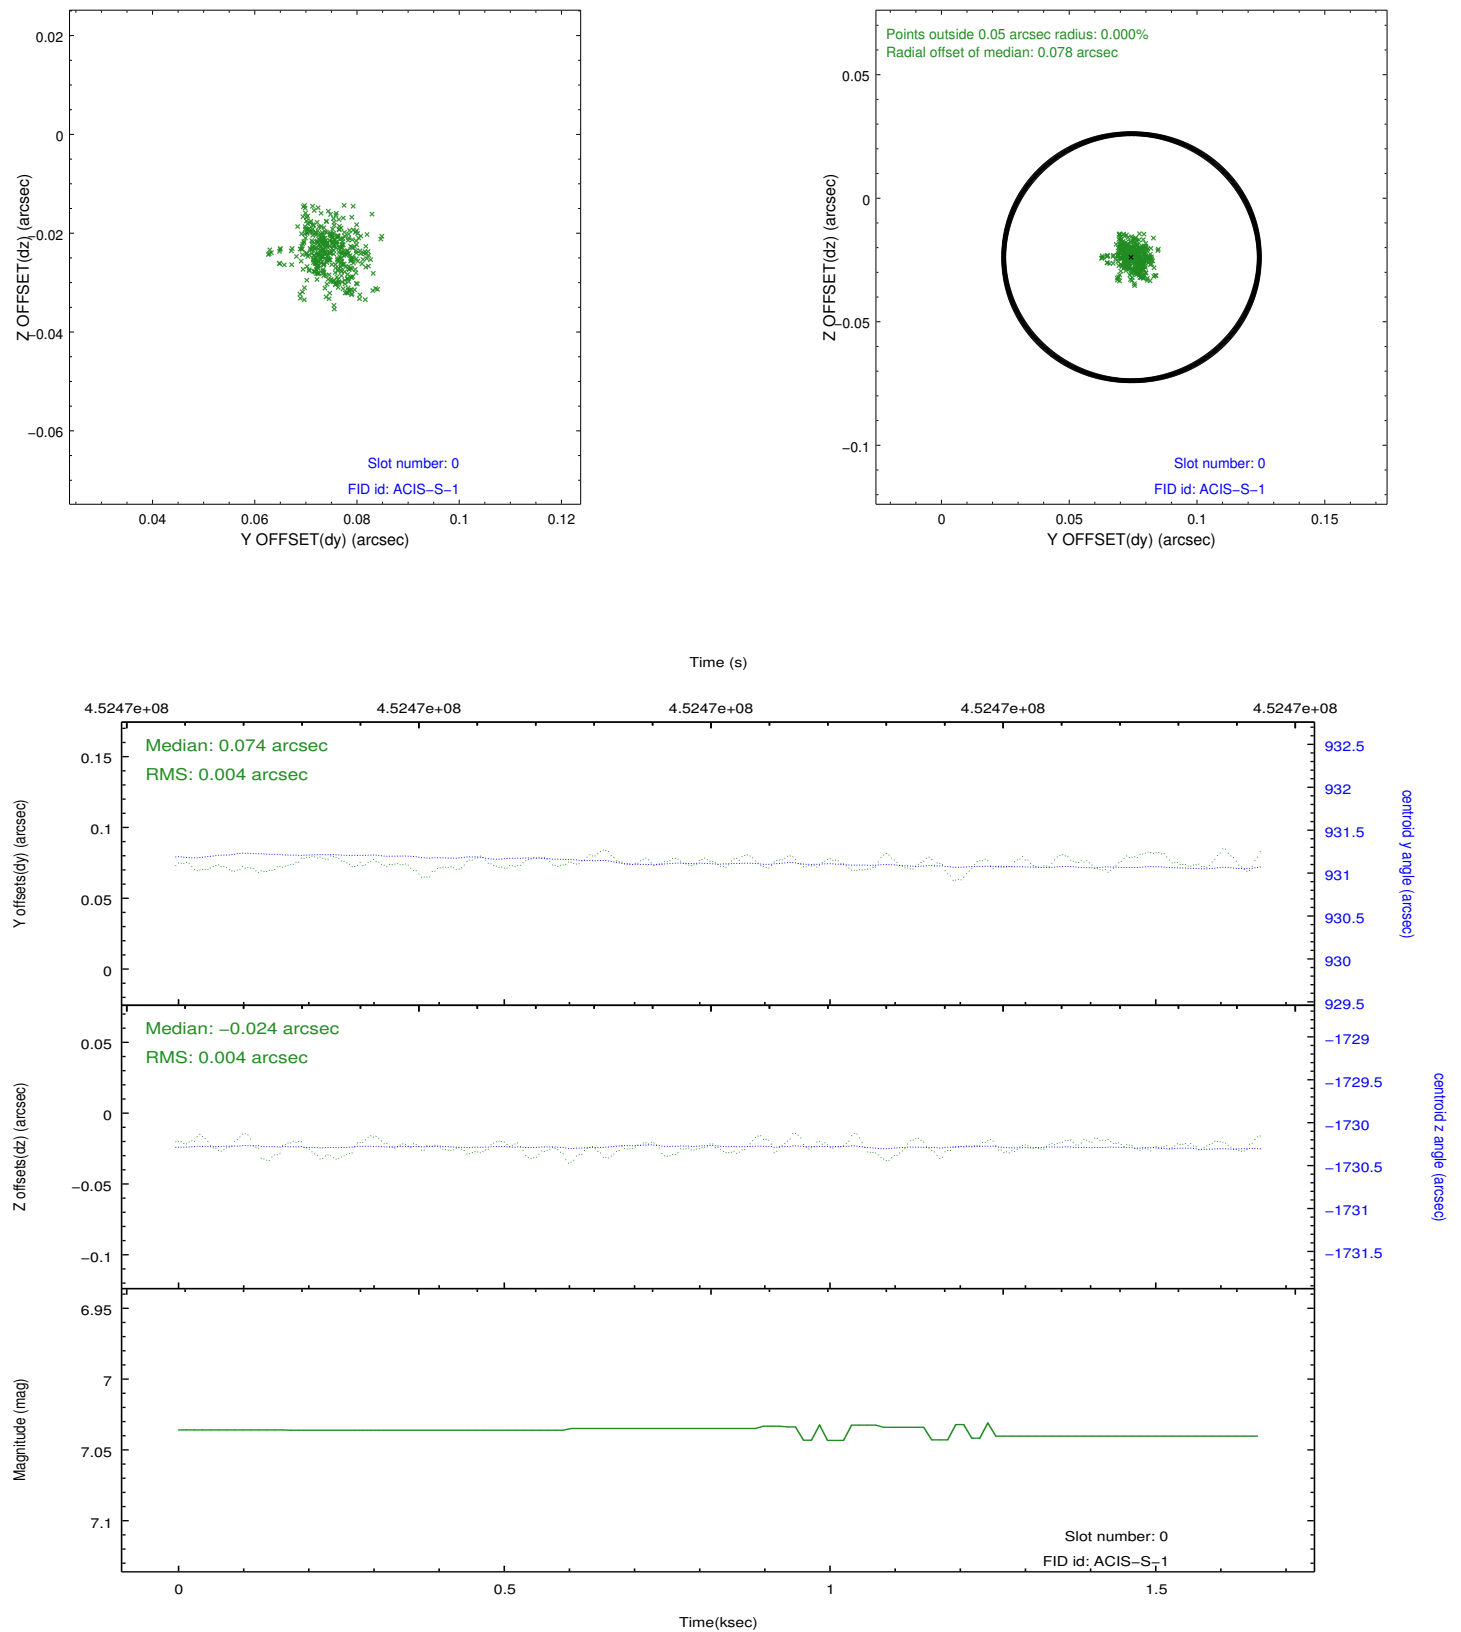 0.02
0
−0.02
−0.04
−0.06
Z OFFSET(dz) (arcsec)
Slot number: 0
FID id: ACIS−S−1
0.04
0.06
0.08
0.1
0.12
Y OFFSET(dy) (arcsec)
Points outside 0.05 arcsec radius: 0.000%
Radial offset of median: 0.078 arcsec
0.05
0
−0.05
−0.1
Z OFFSET(dz) (arcsec)
Slot number: 0
FID id: ACIS−S−1
0
0.05
0.1
0.15
Y OFFSET(dy) (arcsec)
Time (s)
4.5247e+08
4.5247e+08
4.5247e+08
4.5247e+08
4.5247e+08
Median: 0.074 arcsec
RMS: 0.004 arcsec
0.15
0.1
0.05
0
Y offsets(dy) (arcsec)
932.5
932
931.5
931
930.5
930
929.5
centroid y angle (arcsec)
Median: −0.024 arcsec
RMS: 0.004 arcsec
0.05
0
−0.05
−0.1
Z offsets(dz) (arcsec)
−1729
−1729.5
−1730
−1730.5
−1731
−1731.5
centroid z angle (arcsec)
6.95
7
7.05
7.1
Magnitude (mag)
Slot number: 0
FID id: ACIS−S−1
0
0.5
1
1.5
Time(ksec)